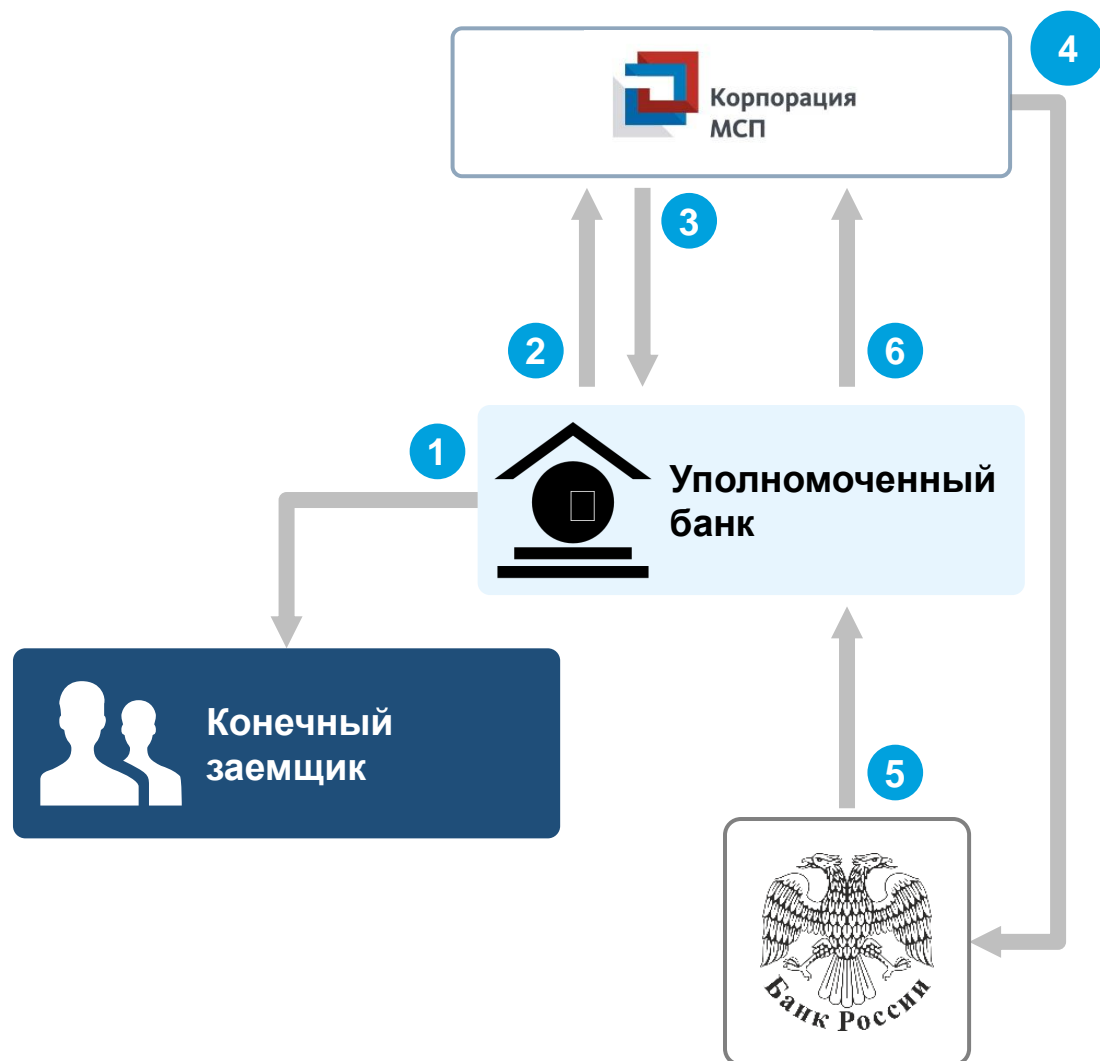 4
Корпорация
МСП
3
2
6
1
Уполномоченный
банк
Конечный
заемщик
5
Банк России